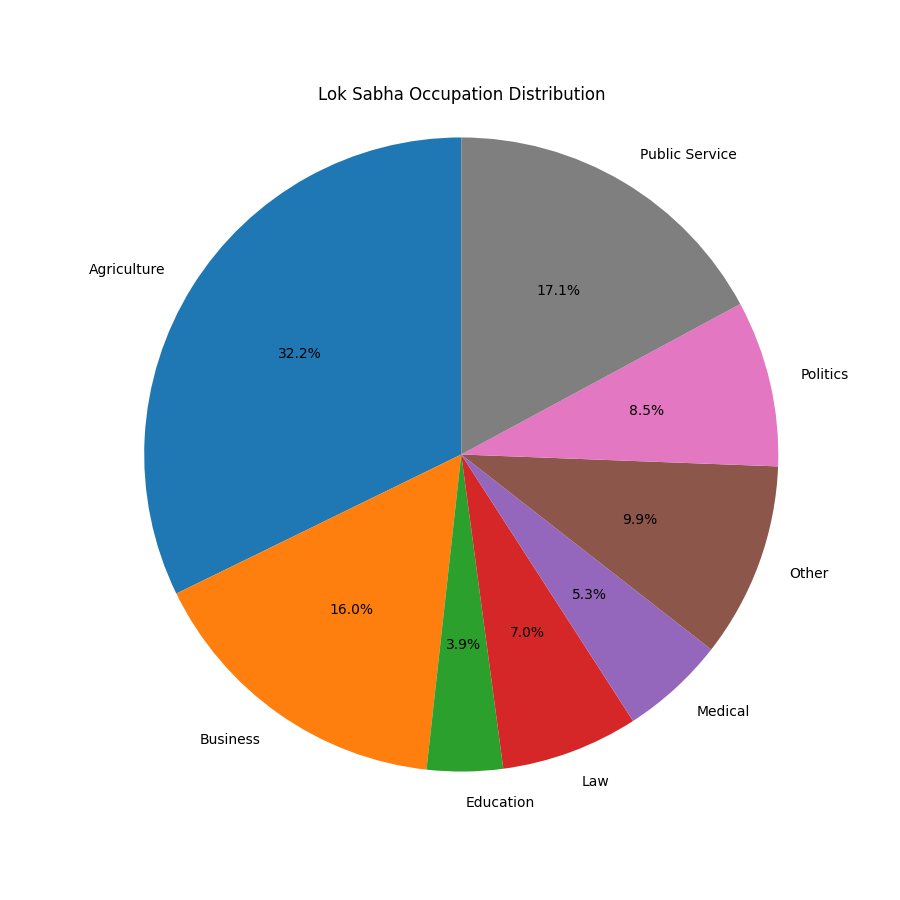 Lok Sabha Occupation Distribution
Public Service
17.1%
Agriculture
32.2%
Politics
8.5%
9.9%
Other
16.0%
5.3%
7.0%
3.9%
Medical
Business
Law
Education